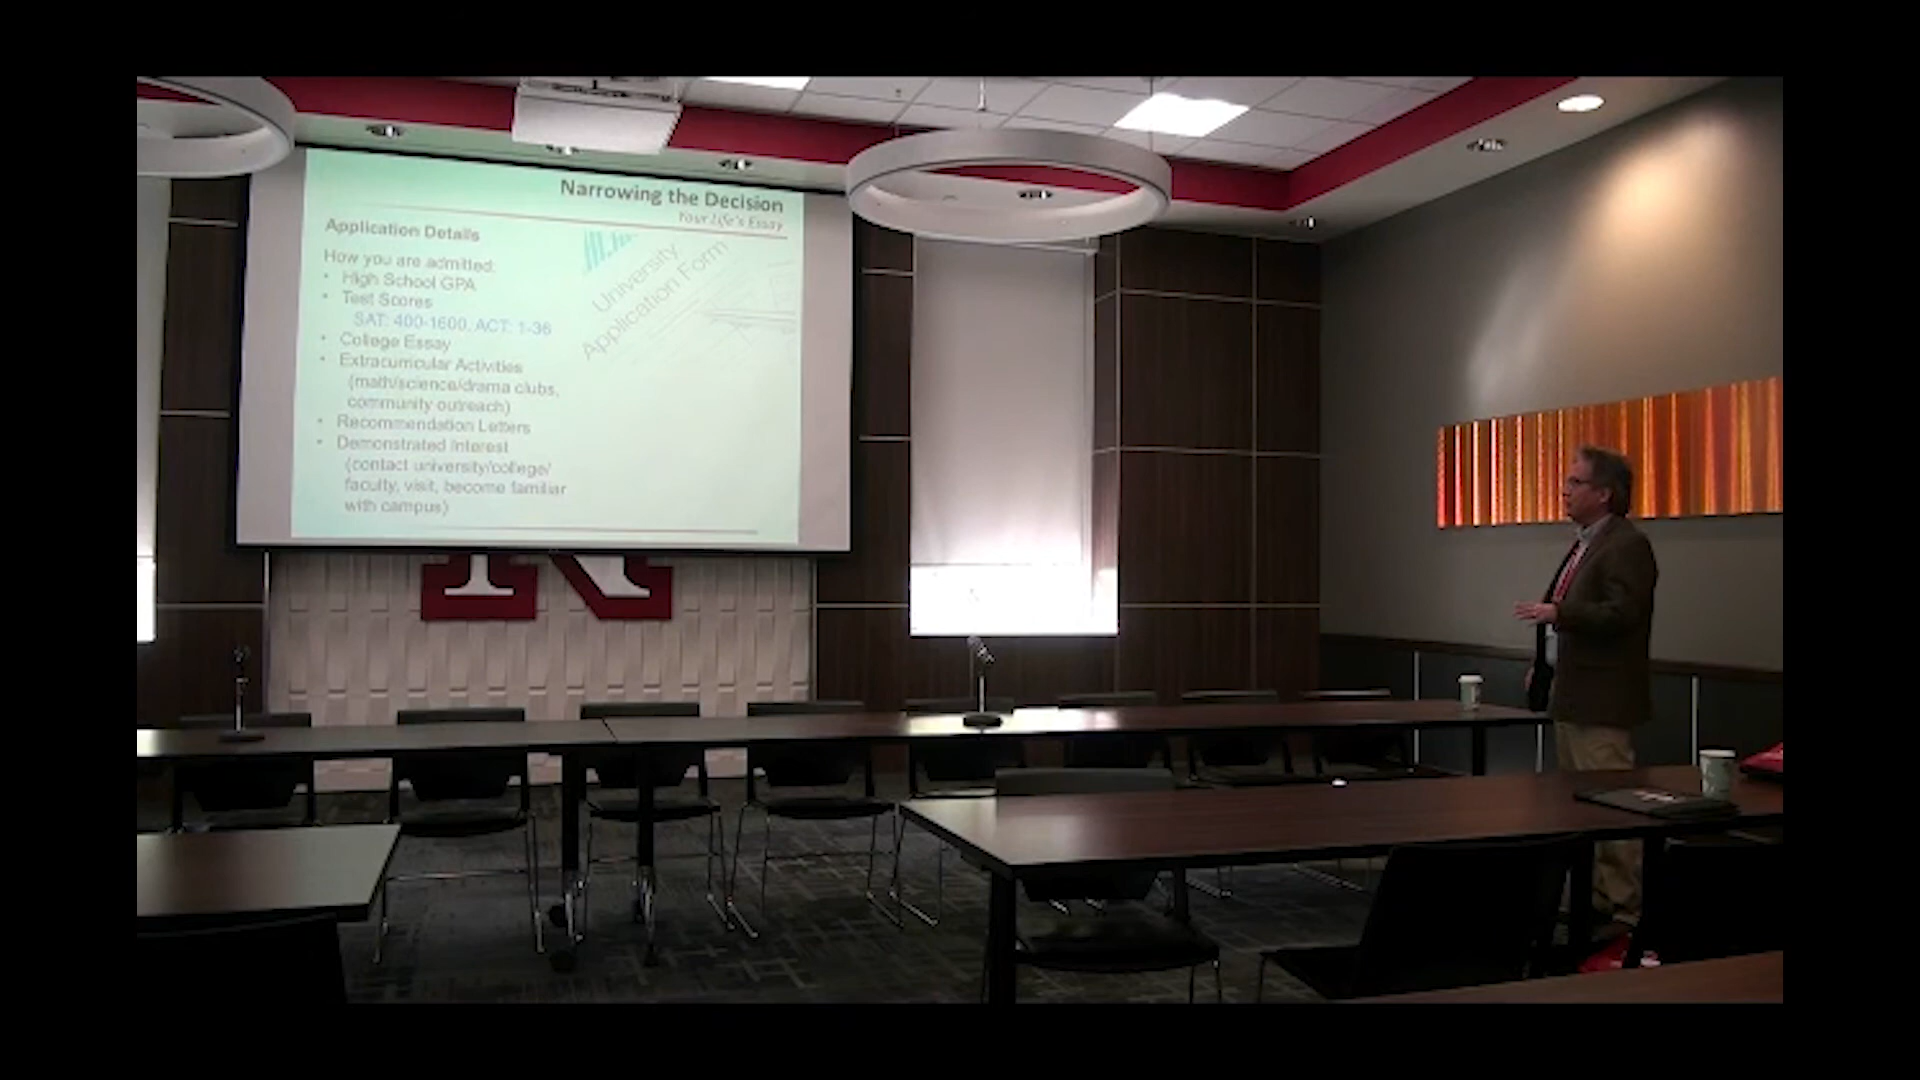 Narrowing the Decision
Your Life's Essay
Application Details
How you are admitted:
• High School GPA
• Test Scores
SAT: 400-1600, ACT: 1-36
• College Essay
• Extracurricular Activities
(math/science/drama clubs,
community outreach)
• Recommendation Letters
• Demonstrated Interest
(contact university/college/
faculty, visit, become familiar
with campus)
University
Application Form
N